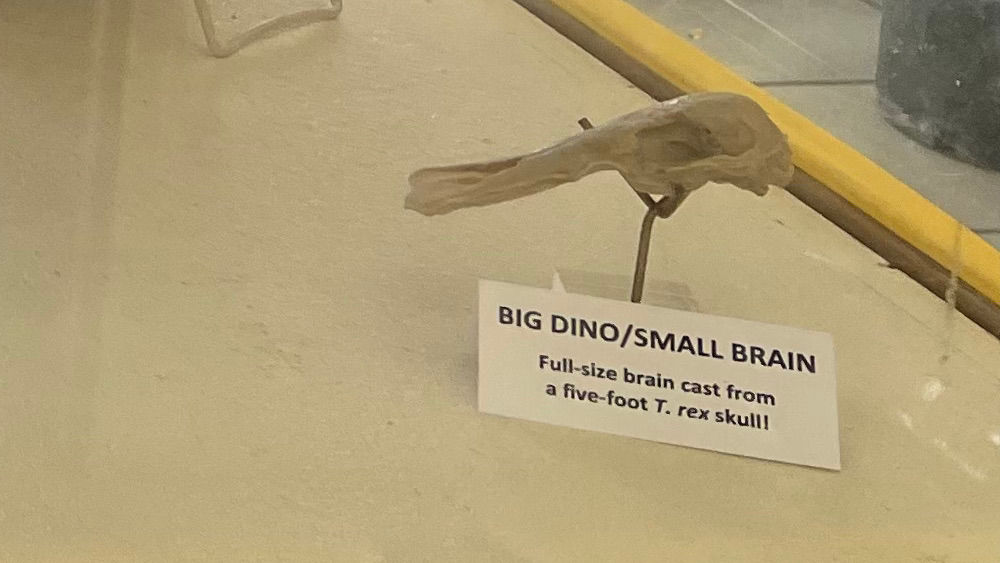 BIG DINO/SMALL BRAIN
Full-size brain cast from
a five-foot T. rex skull!